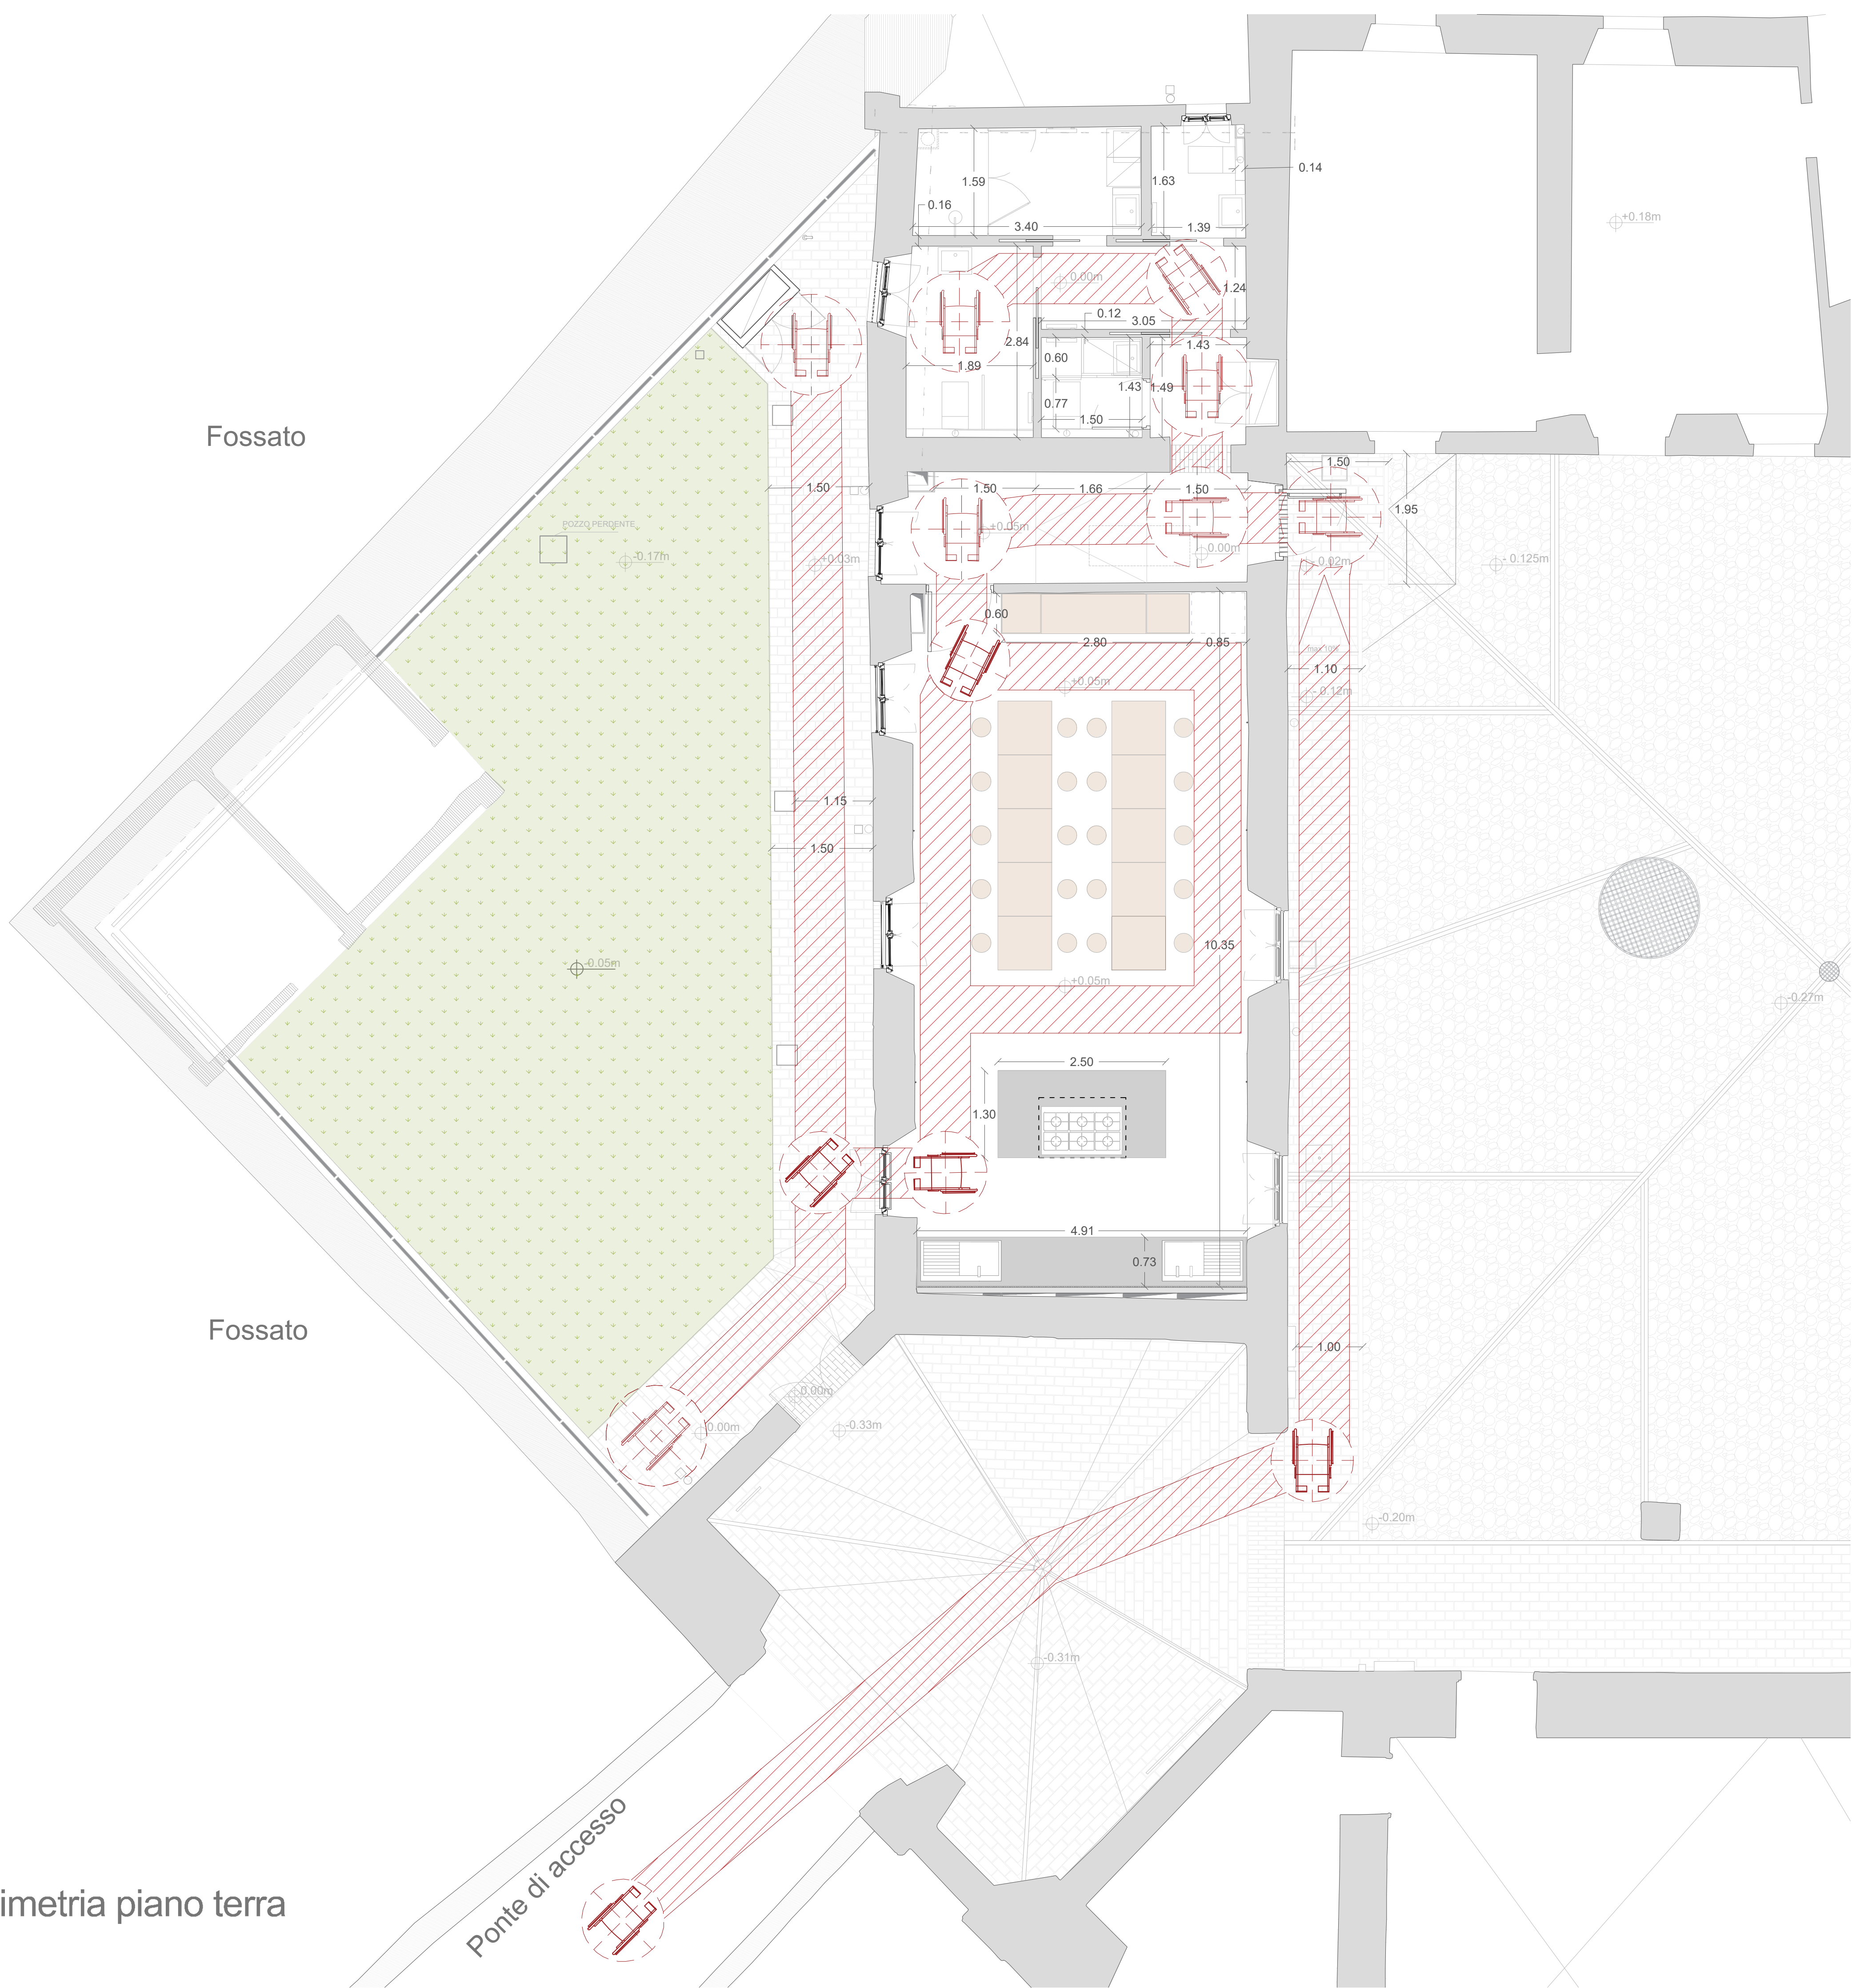 0.14
1.59
1.63
0.16
3.40
1.39
+0.18m
0.00m
1.24
0.12
3.05
2.84
1.43
0.60
1.89
1.43
1.49
0.77
1.50
Fossato
1.50
1.50
1.50
1.66
1.50
1.95
POZZO PERDENTE
+0.05m
-0.17m
+0.03m
0.00m
- 0.02m
- 0.125m
0.60
2.80
0.85
max 10%
1.10
+0.05m
- 0.12m
1.15
1.50
10.35
-0.05m
+0.05m
-0.27m
2.50
1.30
4.91
0.73
Fossato
1.00
0.00m
0.00m
-0.33m
-0.20m
-0.31m
Ponte di accesso
imetria piano terra